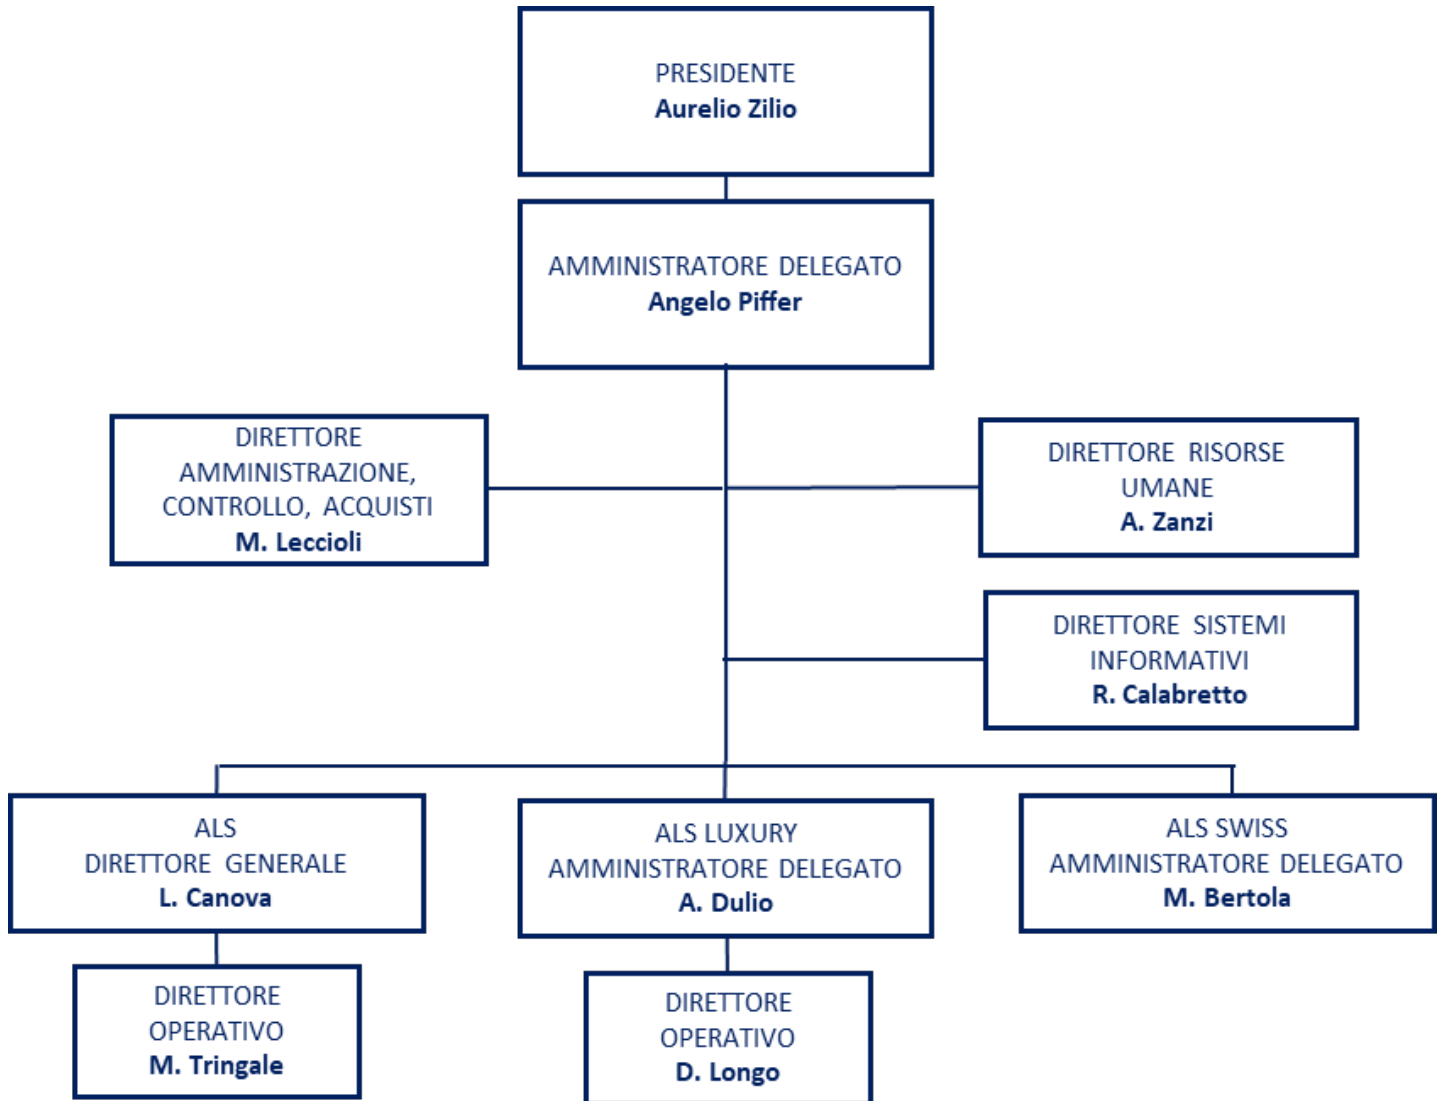 PRESIDENTE
Aurelio Zilio
AMMINISTRATORE DELEGATO
Angelo Piffer
DIRETTORE
AMMINISTRAZIONE,
CONTROLLO, ACQUISTI
M. Leccioli
DIRETTORE RISORSE
UMANE
A. Zanzi
DIRETTORE SISTEMI
INFORMATIVI
R. Calabretto
ALS
DIRETTORE GENERALE
L. Canova
ALS LUXURY
AMMINISTRATORE DELEGATO
A. Dulio
ALS SWISS
AMMINISTRATORE DELEGATO
M. Bertola
DIRETTORE
OPERATIVO
M. Tringale
DIRETTORE
OPERATIVO
D. Longo